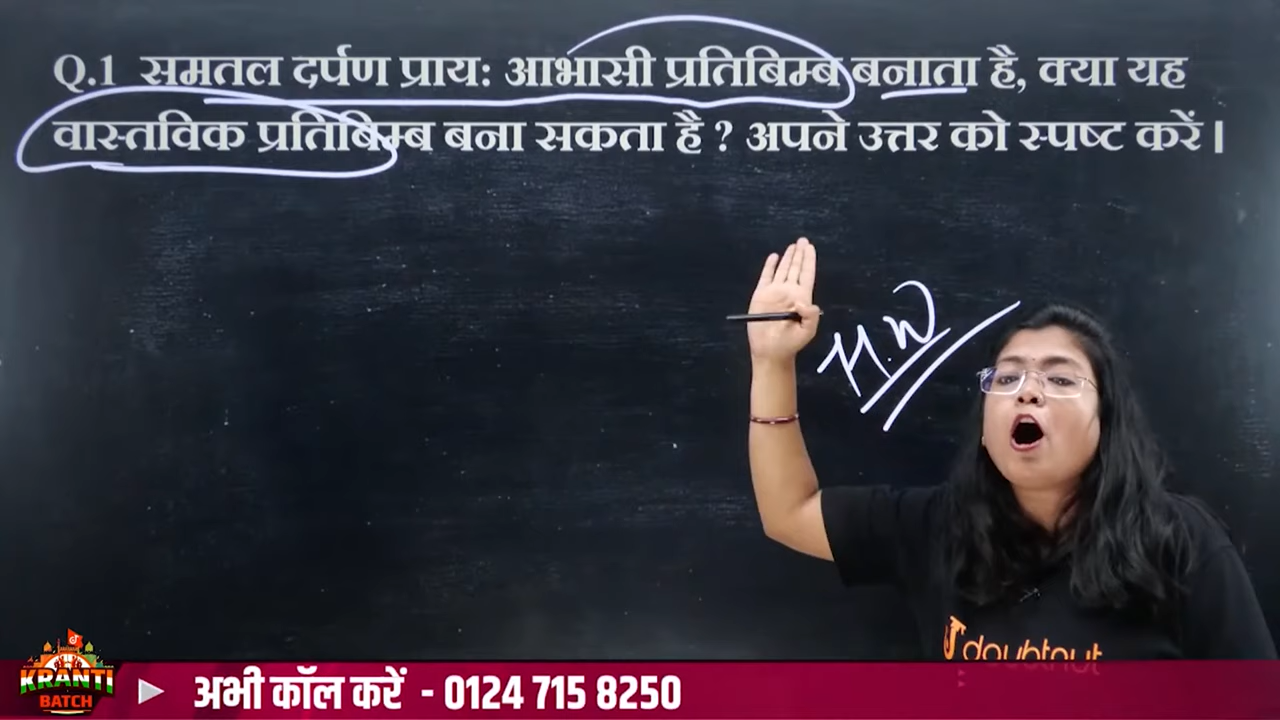 Q.1 समतल दर्पण प्राय: आभासी प्रतिबिम्ब बनाता है, क्या यह
वास्तविक प्रतिबिम्ब बना सकता है ? अपने उत्तर को स्पष्ट करें |
H.W
doubtnut
KRANTI
BATCH
अभी कॉल करें - 0124 715 8250